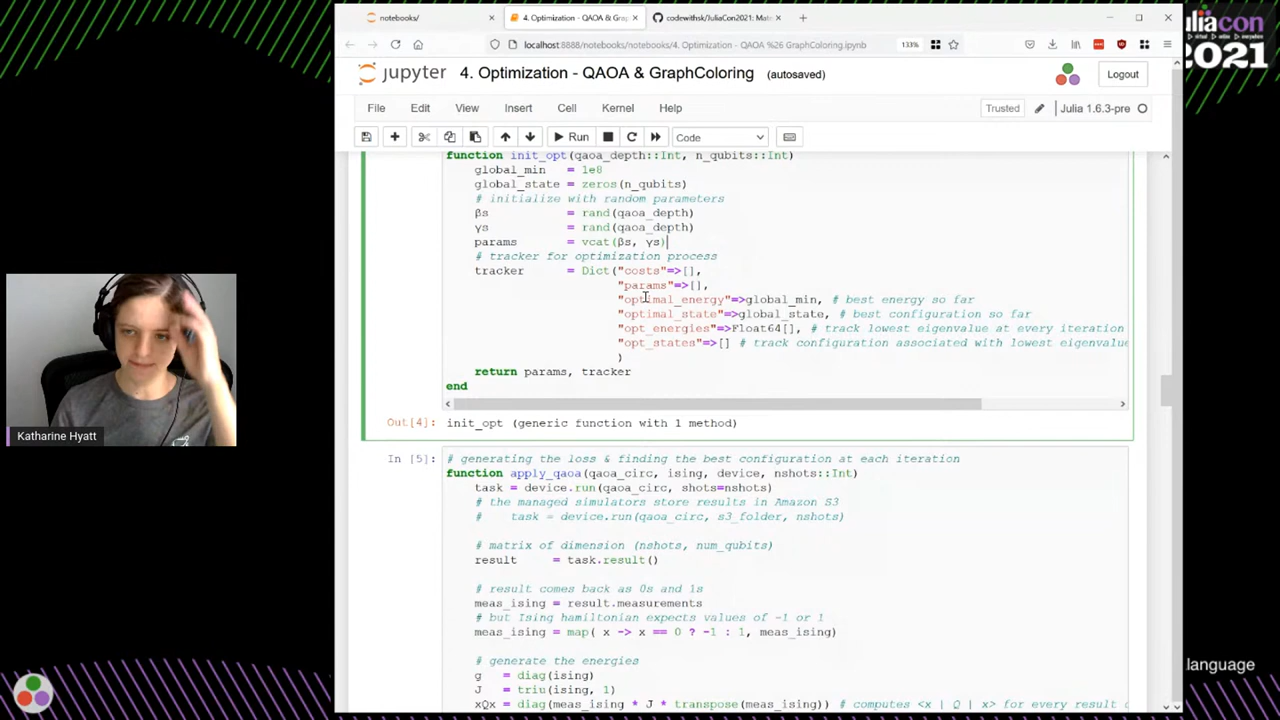 notebooks/
4. Optimization - QAOA & Gra
codewithsk/JuliaCon2021: Mate
localhost:8888/notebooks/notebooks/4. Optimization - QAOA %26 GraphColoring.ipynb
133%
uliacon
2021
jupyter
4. Optimization - QAOA & GraphColoring (autosaved)
Logout
File Edit View Insert Cell Kernel Help
Trusted
Julia 1.6.3-pre
Run
Code
function init_opt(qaoa_depth::Int, n_qubits::Int)
global_min = 1e8
global_state = zeros(n_qubits)
# initialize with random parameters
βs = rand(qaoa_depth)
γs = rand(qaoa_depth)
params = vcat(βs, γs)
# tracker for optimization process
tracker = Dict("costs"=>[],
"params"=>[],
"optimal_energy"=>global_min, # best energy so far
"optimal_state"=>global_state, # best configuration so far
"opt_energies"=>Float64[], # track lowest eigenvalue at every iteration
"opt_states"=>[] # track configuration associated with lowest eigenvalue
)
return params, tracker
end
Out[4]: init_opt (generic function with 1 method)
In [5]: # generating the loss & finding the best configuration at each iteration
function apply_qaoa(qaoa_circ, ising, device, nshots::Int)
task = device.run(qaoa_circ, shots=nshots)
# the managed simulators store results in Amazon S3
# task = device.run(qaoa_circ, s3_folder, nshots)
# matrix of dimension (nshots, num_qubits)
result = task.result()
# result comes back as 0s and 1s
meas_ising = result.measurements
# but Ising hamiltonian expects values of -1 or 1
meas_ising = map( x -> x == 0 ? -1 : 1, meas_ising)
# generate the energies
g = diag(ising)
J = triu(ising, 1)
xQx = diag(meas_ising * J * transpose(meas_ising)) # computes <x | Q | x> for every result
Katharine Hyatt
language